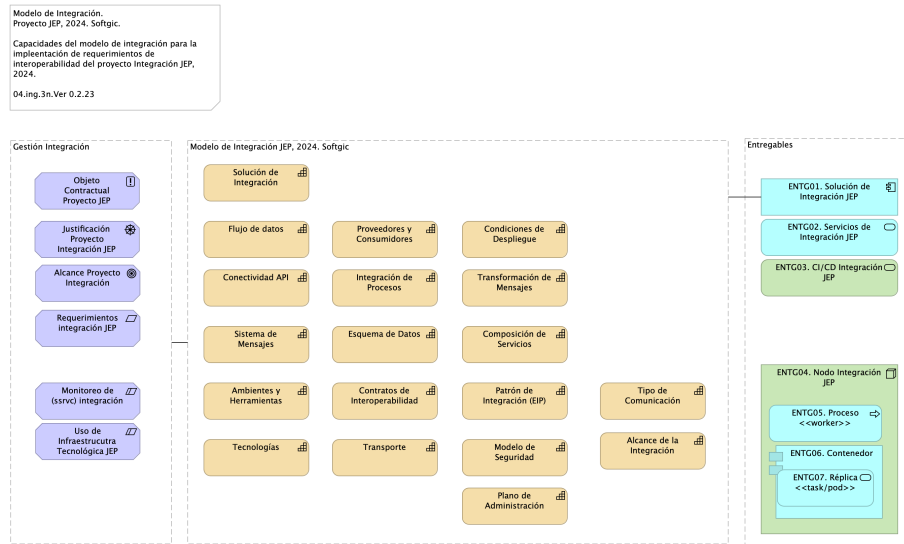 Modelo de Integración.
Proyecto JEP, 2024. Softgic.
Capacidades del modelo de integración para la
impleentación de requerimientos de
interoperabilidad del proyecto Integración JEP,
2024.
04.ing.3n.Ver 0.2.23
Gestión Integración
Objeto
Contractual
Proyecto JEP
Justificación
Proyecto
Integración JEP
Alcance Proyecto
Integración
Requerimientos
integración JEP
Monitoreo de
(ssrvc) integración
Uso de
Infraestrucutra
Tecnológica JEP
Modelo de Integración JEP, 2024. Softgic
Solución de
Integración
Flujo de datos
Proveedores y
Consumidores
Condiciones de
Despliegue
Conectividad API
Integración de
Procesos
Transformación de
Mensajes
Sistema de
Mensajes
Esquema de Datos
Composición de
Servicios
Ambientes y
Herramientas
Contratos de
Interoperabilidad
Patrón de
Integración (EIP)
Tipo de
Comunicación
Tecnologías
Transporte
Modelo de
Seguridad
Alcance de la
Integración
Plano de
Administración
Entregables
ENTG01. Solución de
Integración JEP
ENTG02. Servicios de
Integración JEP
ENTG03. CI/CD Integración
JEP
ENTG04. Nodo Integración
JEP
ENTG05. Proceso
<<worker>>
ENTG06. Contenedor
ENTG07. Réplica
<<task/pod>>